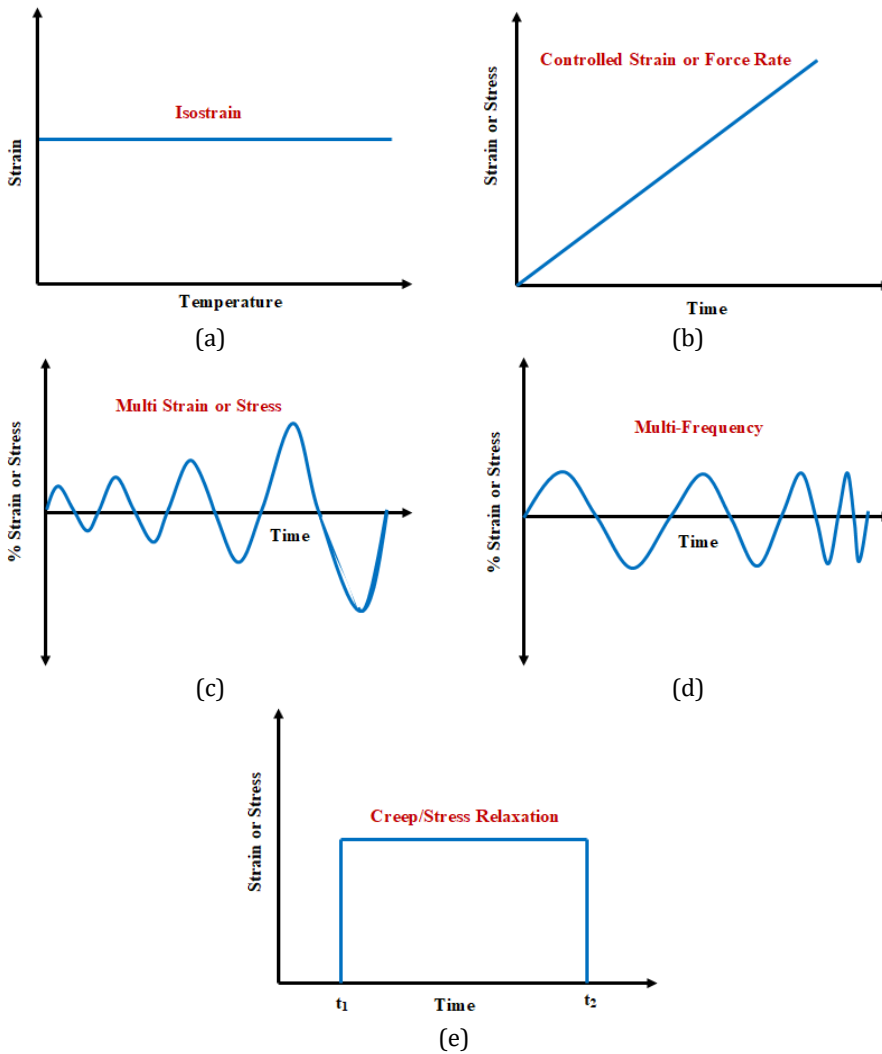 Isostrain
Strain
Temperature
(a)
Controlled Strain or Force Rate
Strain or Stress
Time
(b)
Multi Strain or Stress
% Strain or Stress
Time
(c)
Multi-Frequency
% Strain or Stress
Time
(d)
Creep/Stress Relaxation
Strain or Stress
t₁
Time
t₂
(e)